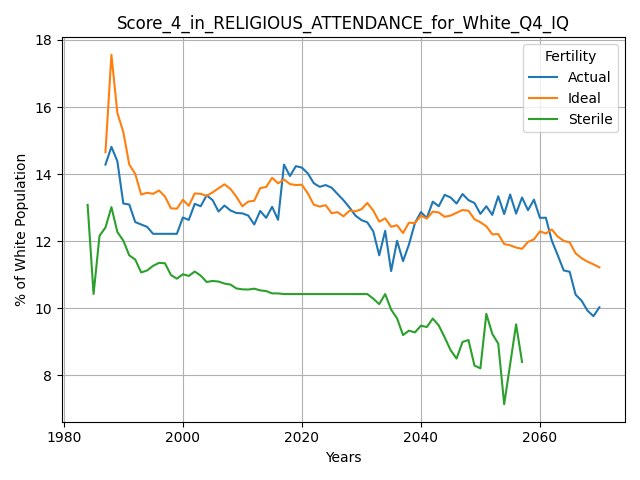 Score_4_in_RELIGIOUS_ATTENDANCE_for_White_Q4_IQ
18
16
14
12
10
8
% of White Population
Fertility
Actual
Ideal
Sterile
1980
2000
2020
2040
2060
Years